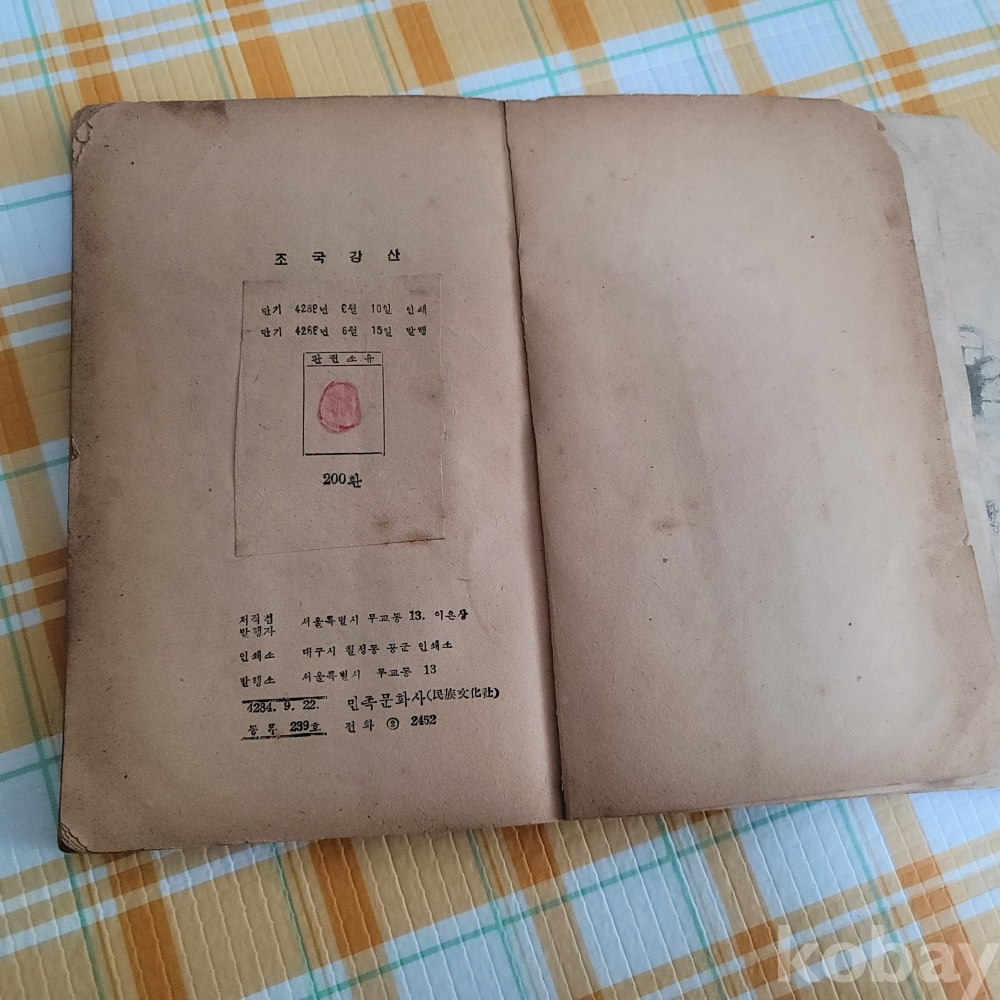 조국강산
단기 428년 월 10일 인쇄
단기 426년 6월 15일 발행
판권소유
200환
저작겸
발행자 서울특별시 무교동 13. 이은상
인쇄소 대구시 칠성동 공군 인쇄소
발행소 서울특별시 무교동 13
4284. 9. 22. 민족문화사(民族文化社)
등록 239호 전화 ② 2452
kobay